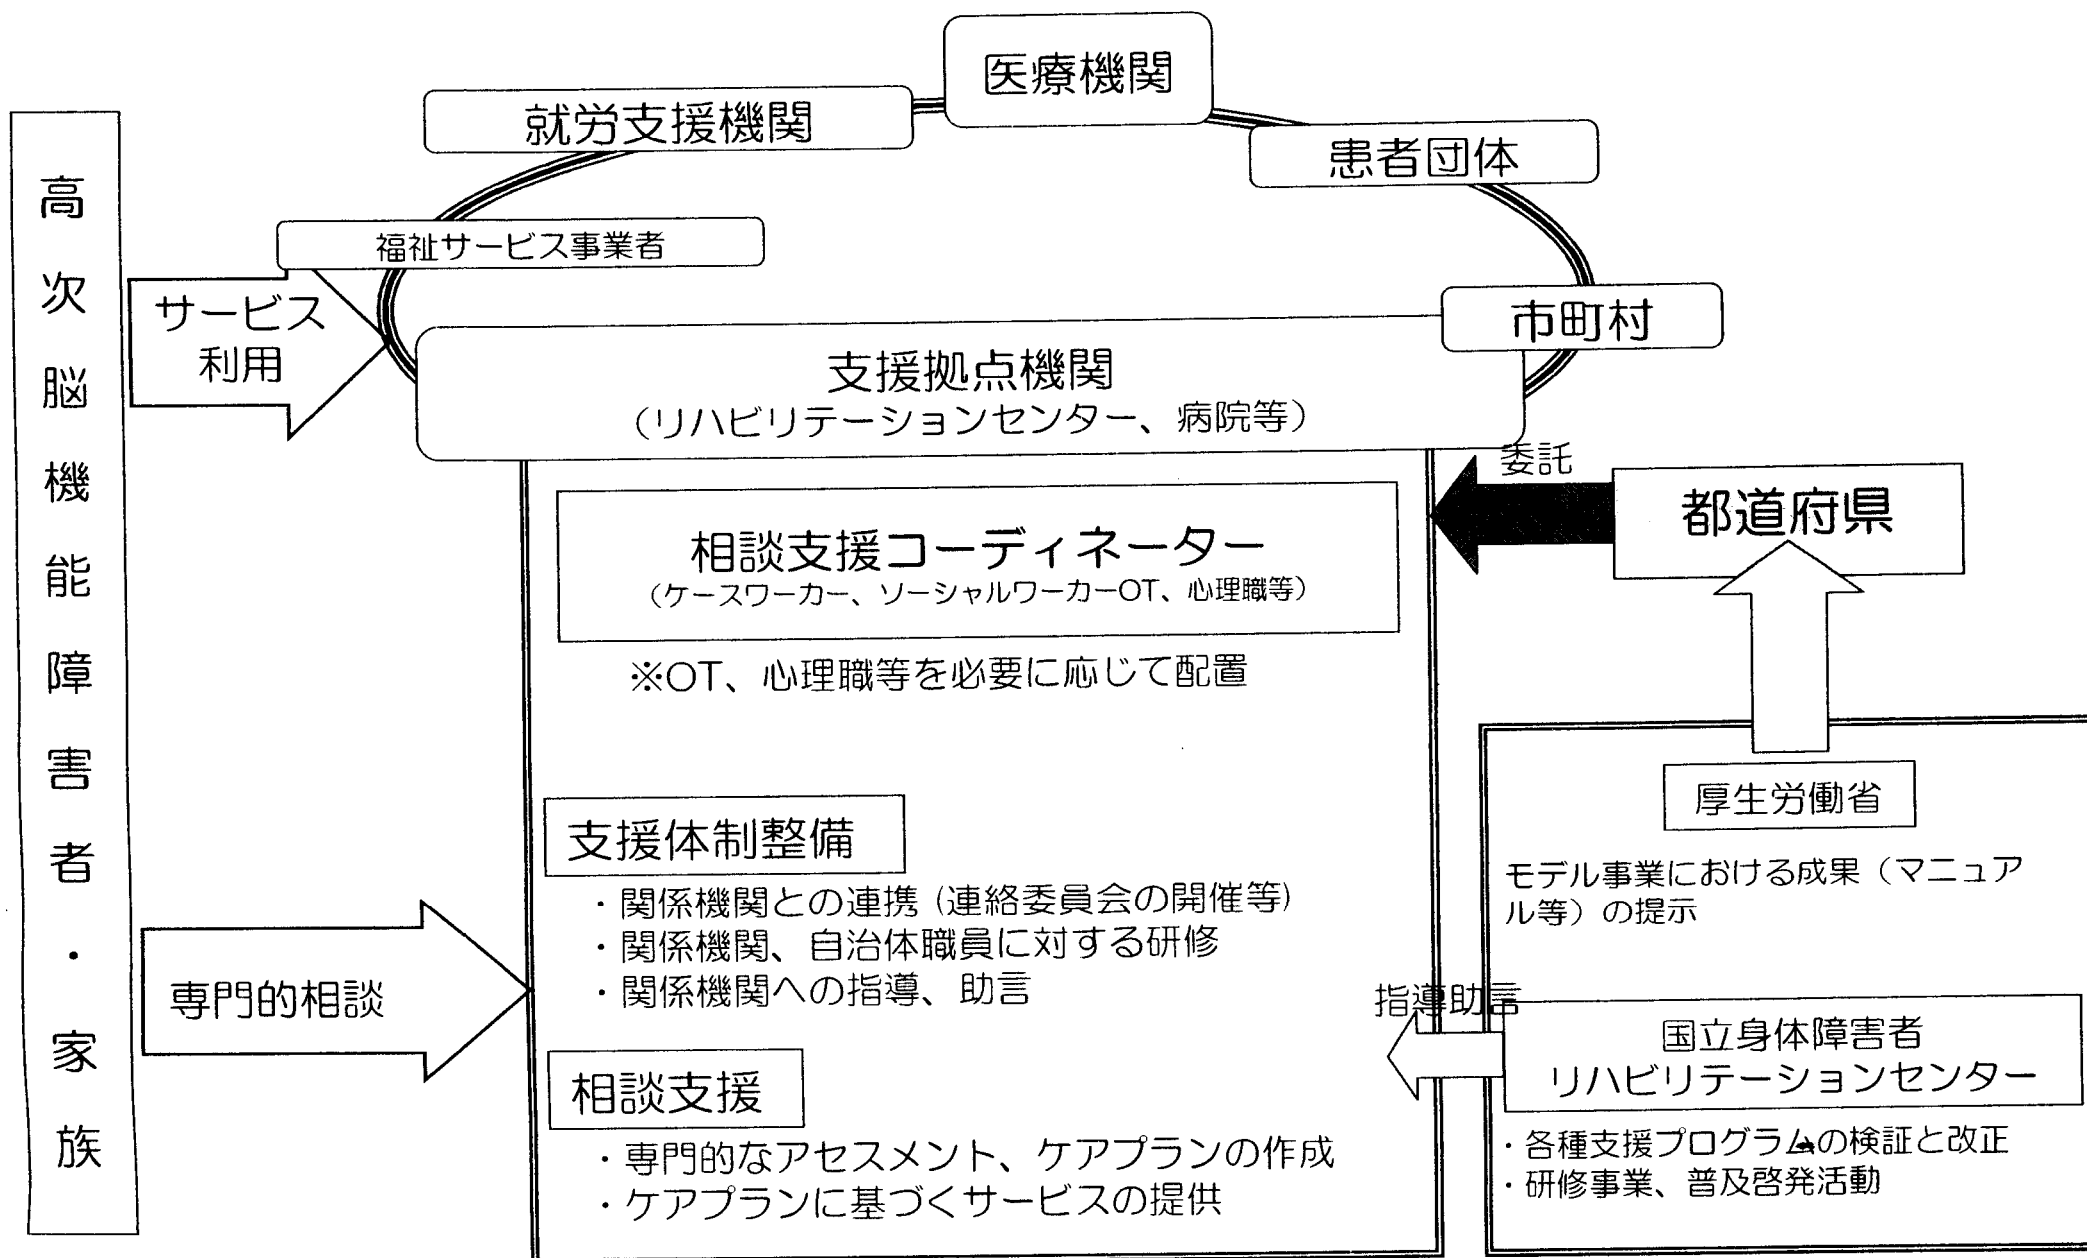 医療機関
就労支援機関
患者団体
福祉サービス事業者
市町村
高次脳機能障害者・家族
サービス
利用
支援拠点機関
（リハビリテーションセンター、病院等）
委託
都道府県
相談支援コーディネーター
（ケースワーカー、ソーシャルワーカーOT、心理職等）
※OT、心理職等を必要に応じて配置
厚生労働省
モデル事業における成果（マニュア
ル等）の提示
支援体制整備
・関係機関との連携 (連絡委員会の開催等)
・関係機関、自治体職員に対する研修
・関係機関への指導、助言
専門的相談
指導助言
国立身体障害者
リハビリテーションセンター
・各種支援プログラムの検証と改正
・研修事業、普及啓発活動
相談支援
・専門的なアセスメント、ケアプランの作成
・ケアプランに基づくサービスの提供